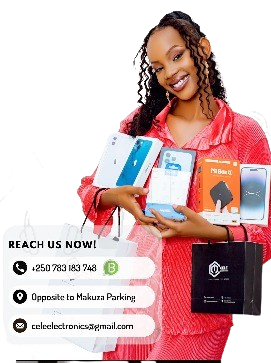 REACH US NOW!
+250 783 183 748
Opposite to Makuza Parking
celeelectronics@gmail.com